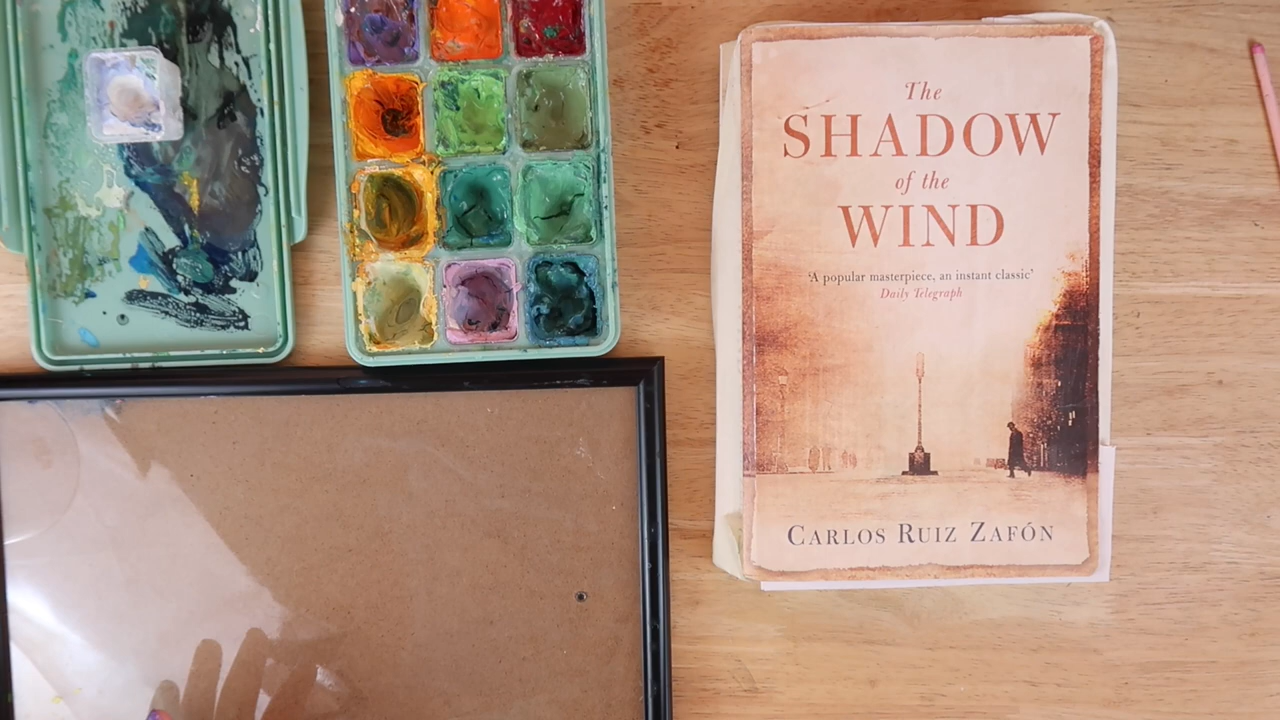 The
SHADOW
of the
WIND
‘A popular masterpiece, an instant classic’
Daily Telegraph
CARLOS RUIZ ZAFÓN